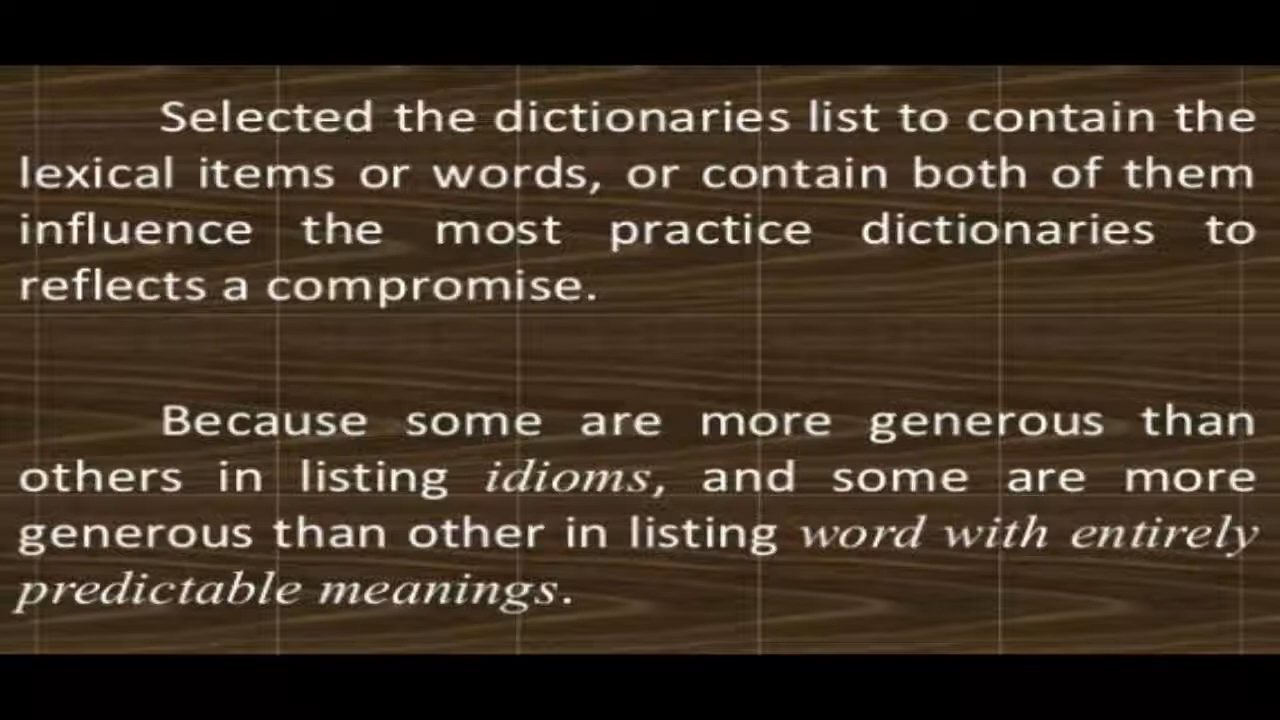 Selected the dictionaries list to contain the
lexical items or words, or contain both of them
influence the most practice dictionaries to
reflects a compromise.
Because some are more generous than
others in listing idioms, and some are more
generous than other in listing word with entirely
predictable meanings.